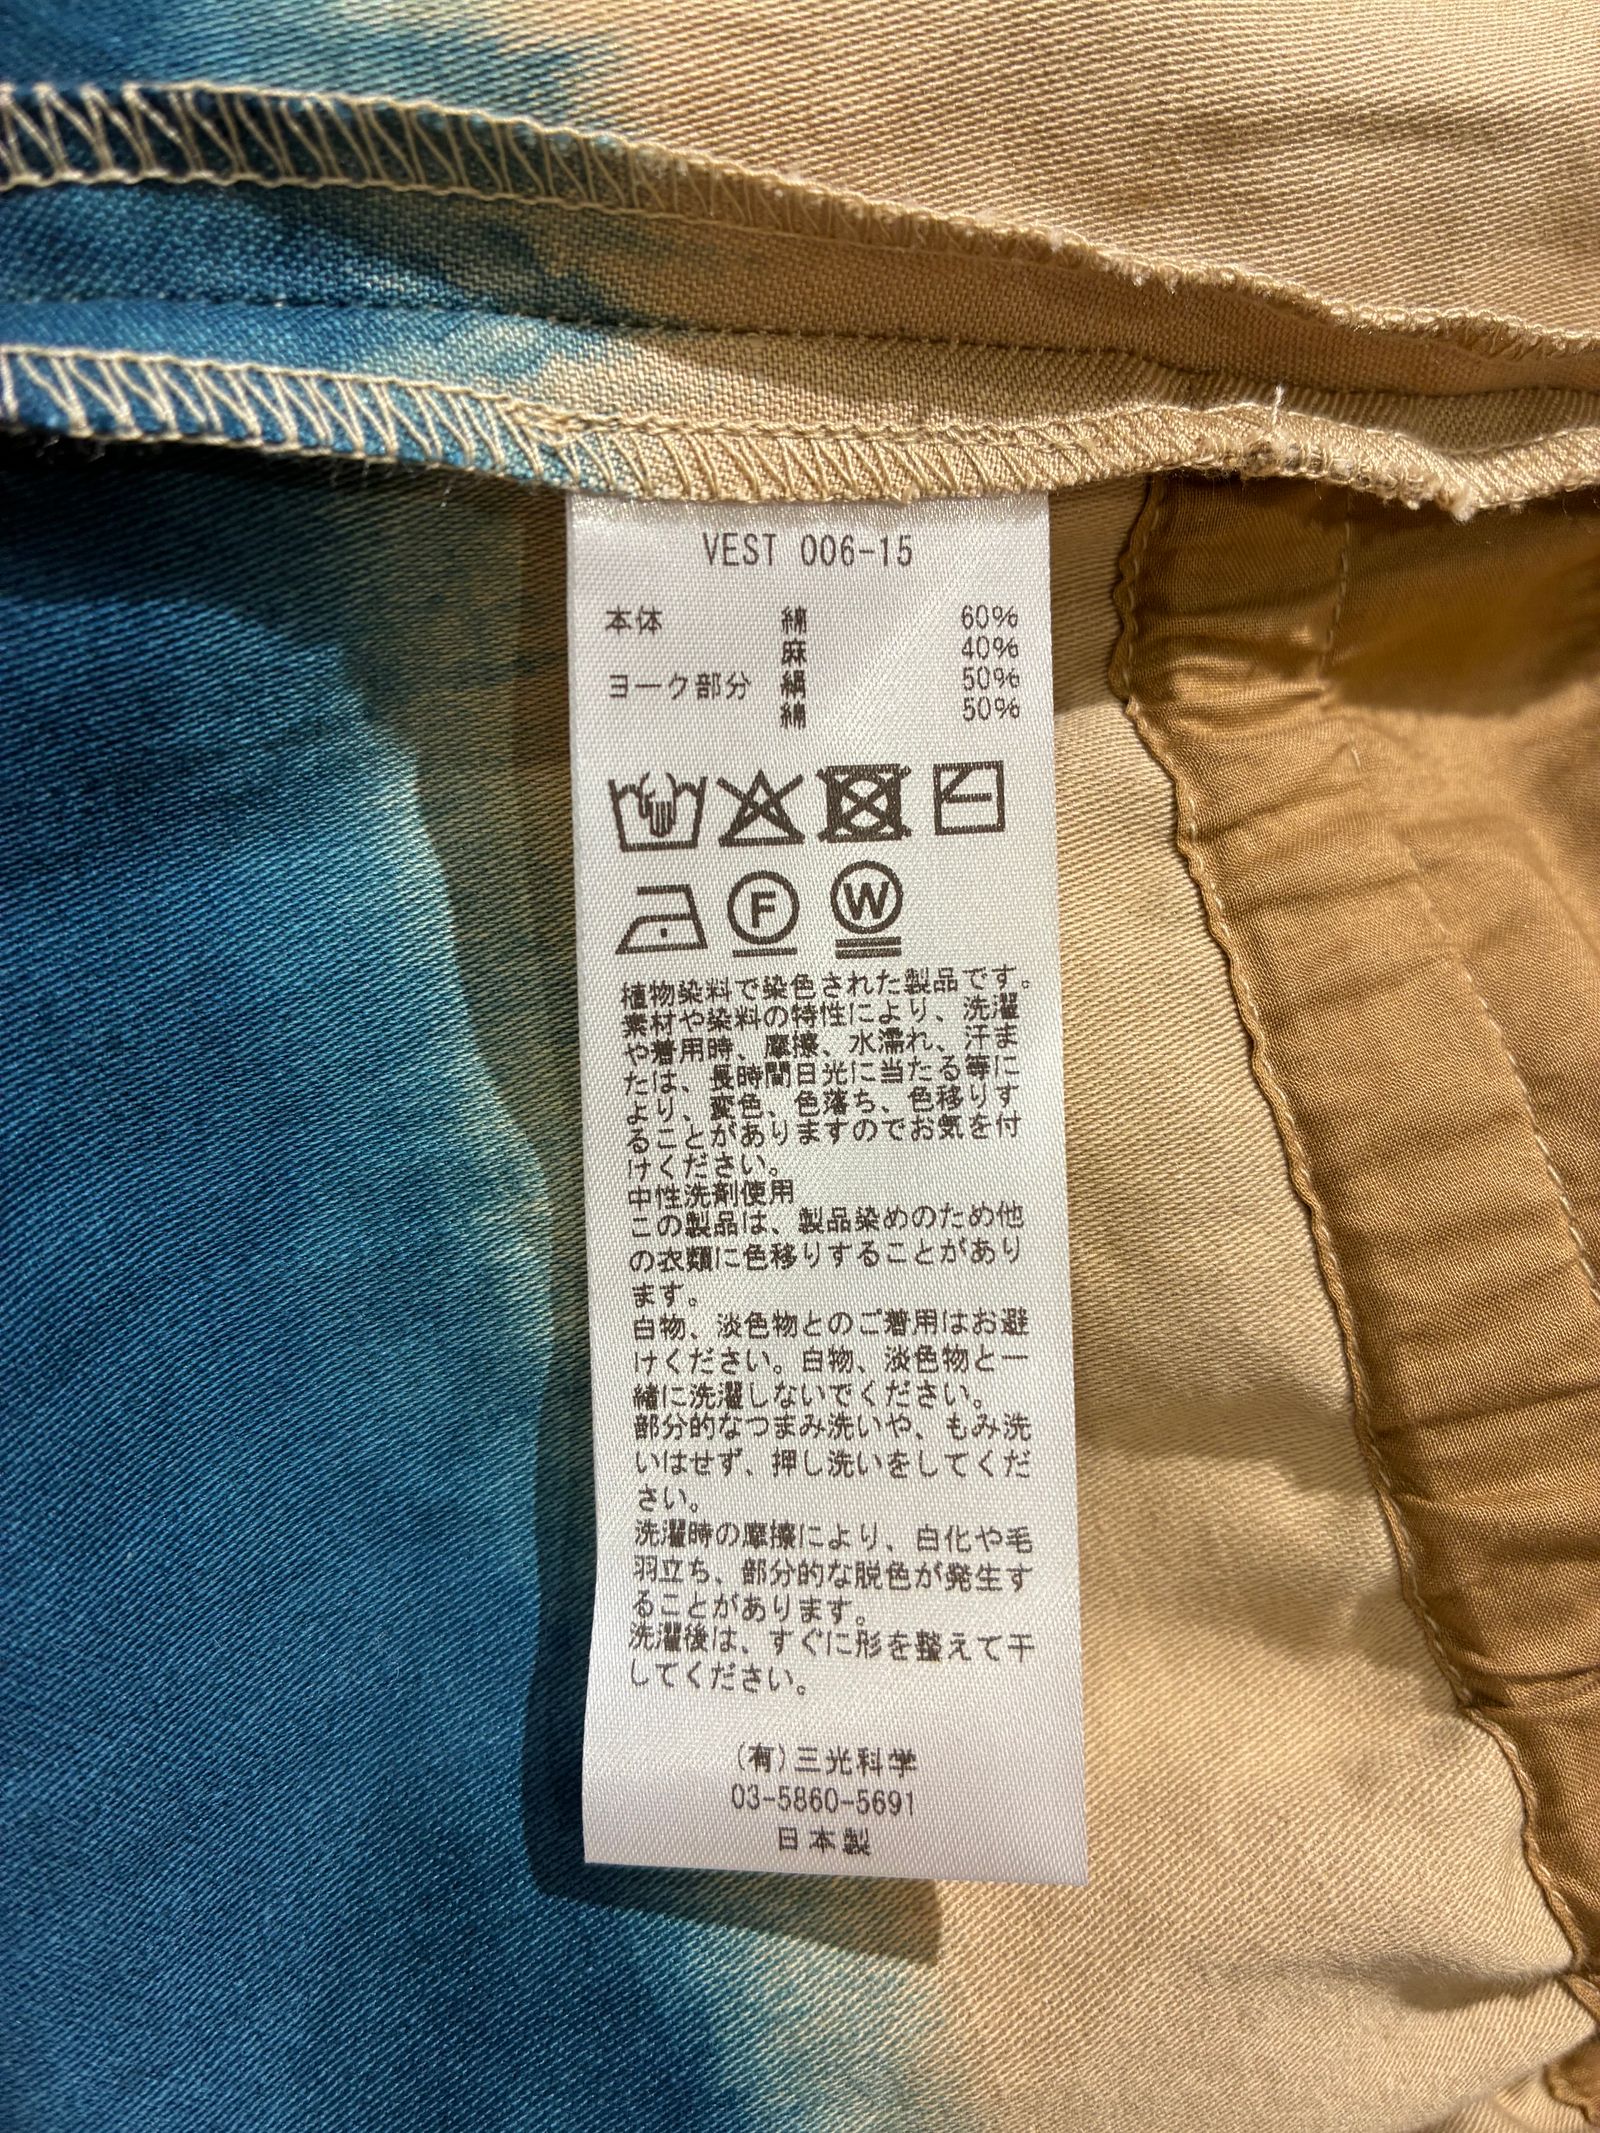 VEST 006-15
本体 綿 60%
麻 40%
ヨーク部分 絹 50%
綿 50%
F W
植物染料で染色された製品です。
素材や染料の特性により、洗濯
や着用時、摩擦、水濡れ、汗ま
たは、長時間日光に当たる等に
より、変色、色落ち、色移りす
ることがありますのでお気を付
けください。
中性洗剤使用
この製品は、製品染めのため他
の衣類に色移りすることがあり
ます。
白物、淡色物とのご着用はお避
けください。白物、淡色物と一
緒に洗濯しないでください。
部分的なつまみ洗いや、もみ洗
いはせず、押し洗いをしてくだ
さい。
洗濯時の摩擦により、白化や毛
羽立ち、部分的な脱色が発生す
ることがあります。
洗濯後は、すぐに形を整えて干
してください。
(有)三光科学
03-5860-5691
日本製